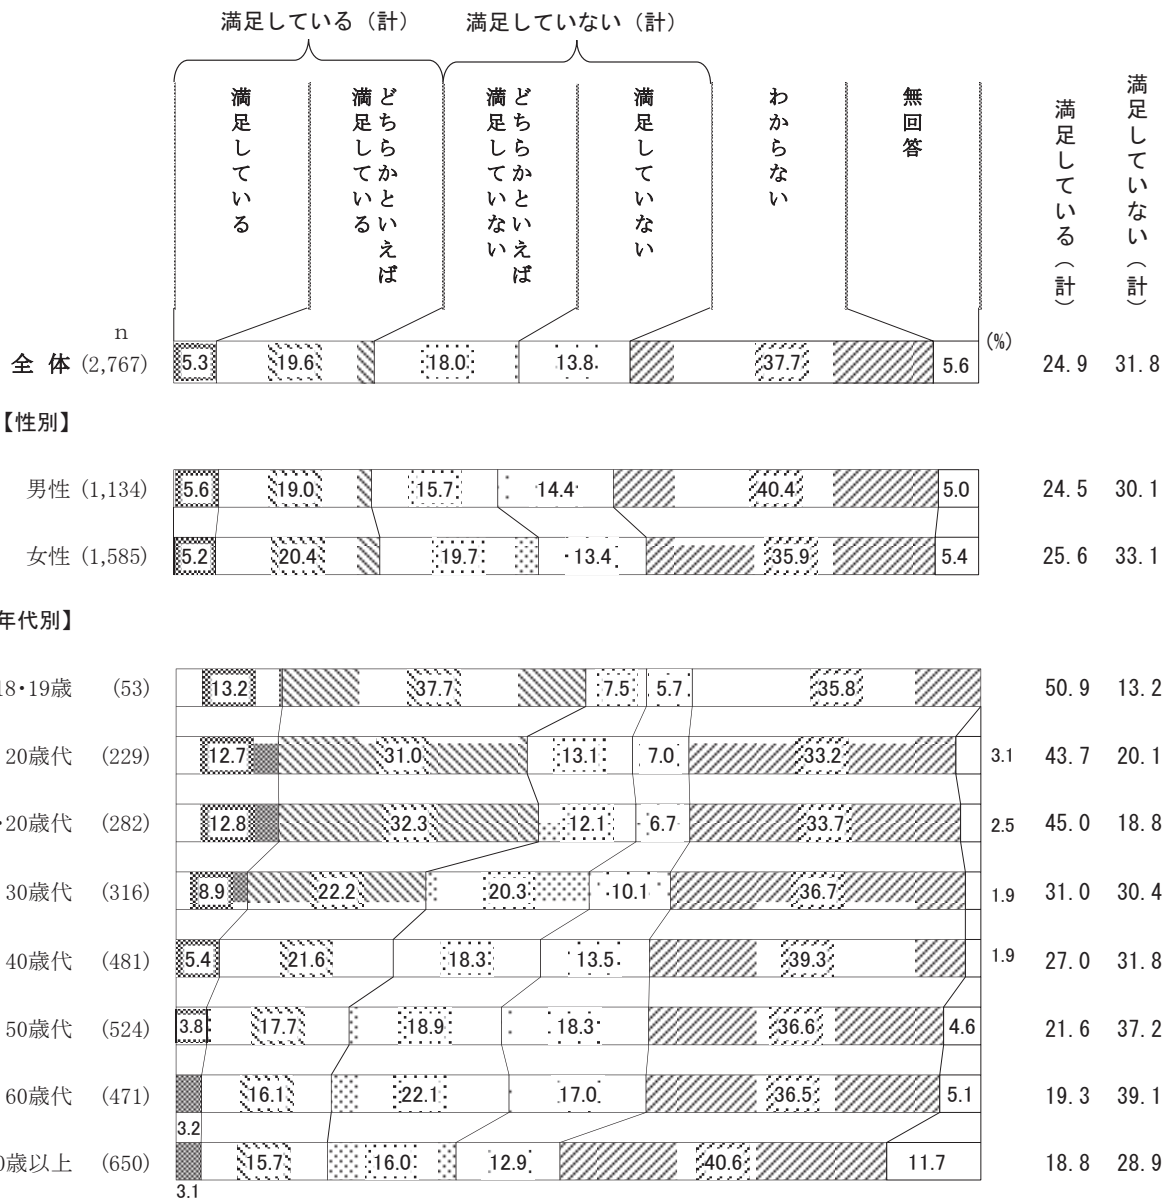 満足している（計）
満足していない（計）
満足している
どちらかといえば
満足している
どちらかといえば
満足していない
満足していない
わからない
無回答
満足している（計）
満足していない（計）
n
(%)
全 体 (2,767) 5.3 19.6 18.0 13.8 37.7 5.6 24.9 31.8
【性別】
男性 (1,134) 5.6 19.0 15.7 14.4 40.4 5.0 24.5 30.1
女性 (1,585) 5.2 20.4 19.7 13.4 35.9 5.4 25.6 33.1
年代別】
18・19歳 (53) 13.2 37.7 7.5 5.7 35.8 50.9 13.2
20歳代 (229) 12.7 31.0 13.1 7.0 33.2 3.1 43.7 20.1
・20歳代 (282) 12.8 32.3 12.1 6.7 33.7 2.5 45.0 18.8
30歳代 (316) 8.9 22.2 20.3 10.1 36.7 1.9 31.0 30.4
40歳代 (481) 5.4 21.6 18.3 13.5 39.3 1.9 27.0 31.8
50歳代 (524) 3.8 17.7 18.9 18.3 36.6 4.6 21.6 37.2
60歳代 (471) 16.1 22.1 17.0 36.5 5.1 19.3 39.1
3.2
0歳以上 (650) 15.7 16.0 12.9 40.6 11.7 18.8 28.9
3.1